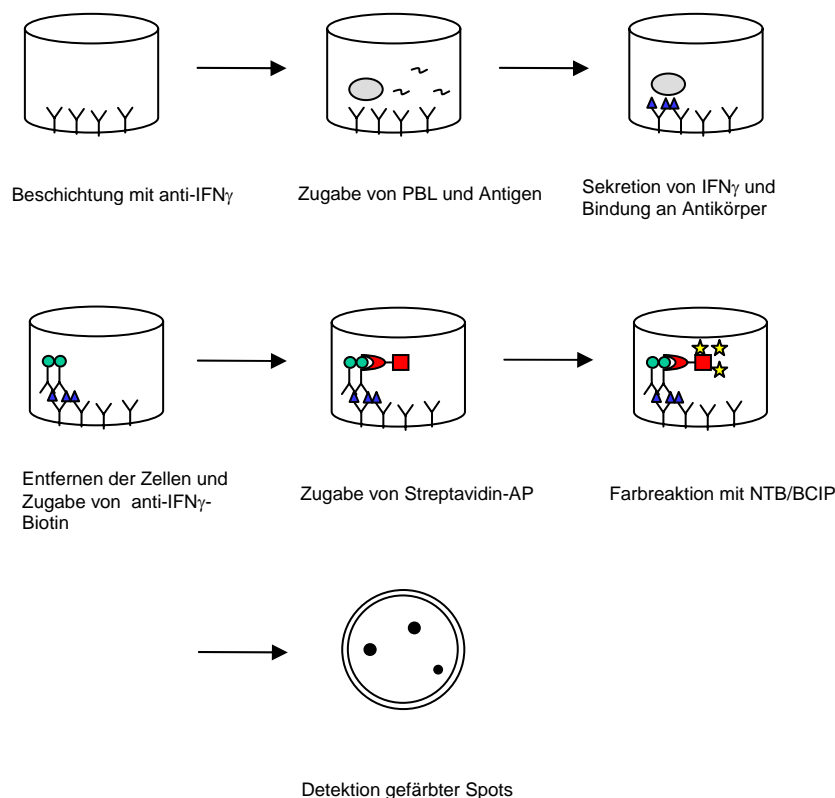 Beschichtung mit anti-IFNγ
Zugabe von PBL und Antigen
Sekretion von IFNγ und
Bindung an Antikörper
Entfernen der Zellen und
Zugabe von anti-IFNγ-
Biotin
Zugabe von Streptavidin-AP
Farbreaktion mit NTB/BCIP
Detektion gefärbter Spots